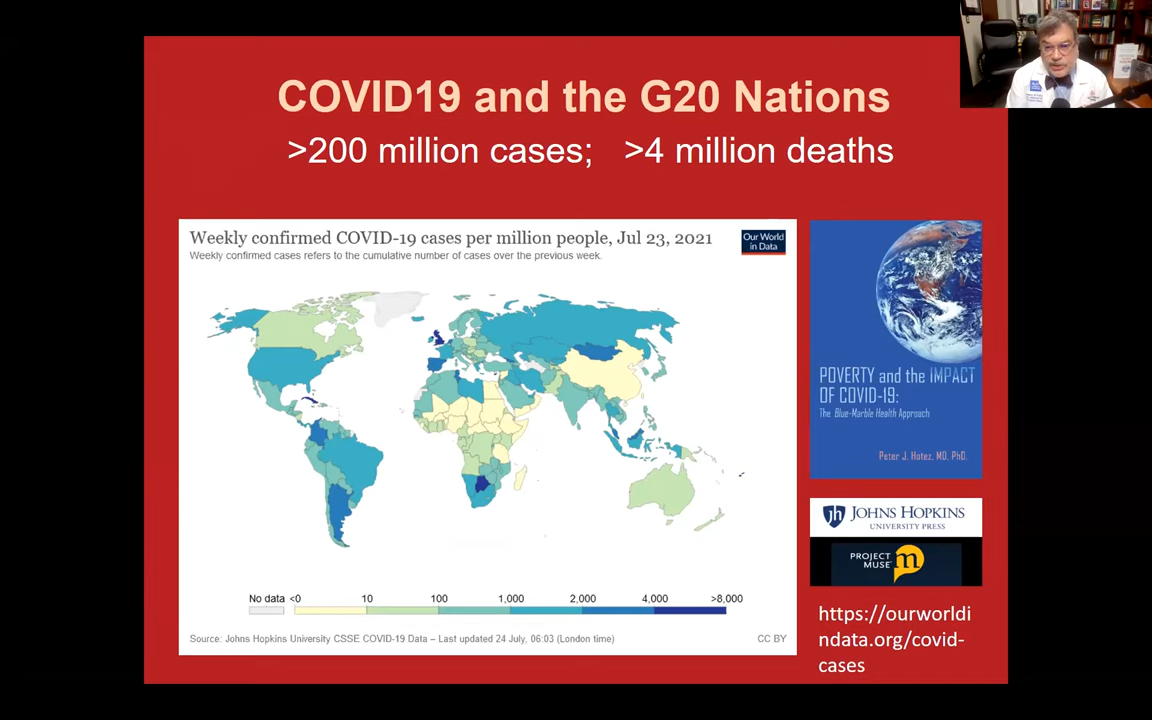 COVID19 and the G20 Nations
>200 million cases;   >4 million deaths
Weekly confirmed COVID-19 cases per million people, Jul 23, 2021
Weekly confirmed cases refers to the cumulative number of cases over the previous week.
Our World
in Data
No data <0 10 100 1,000 2,000 4,000 >8,000
Source: Johns Hopkins University CSSE COVID-19 Data – Last updated 24 July, 06:03 (London time)
CC BY
POVERTY and the IMPACT
OF COVID-19:
The Blue-Marble Health Approach
Peter J. Hotez, MD, PhD.
jh JOHNS HOPKINS
UNIVERSITY PRESS
PROJECT
MUSE m
https://ourworldi
ndata.org/covid-
cases